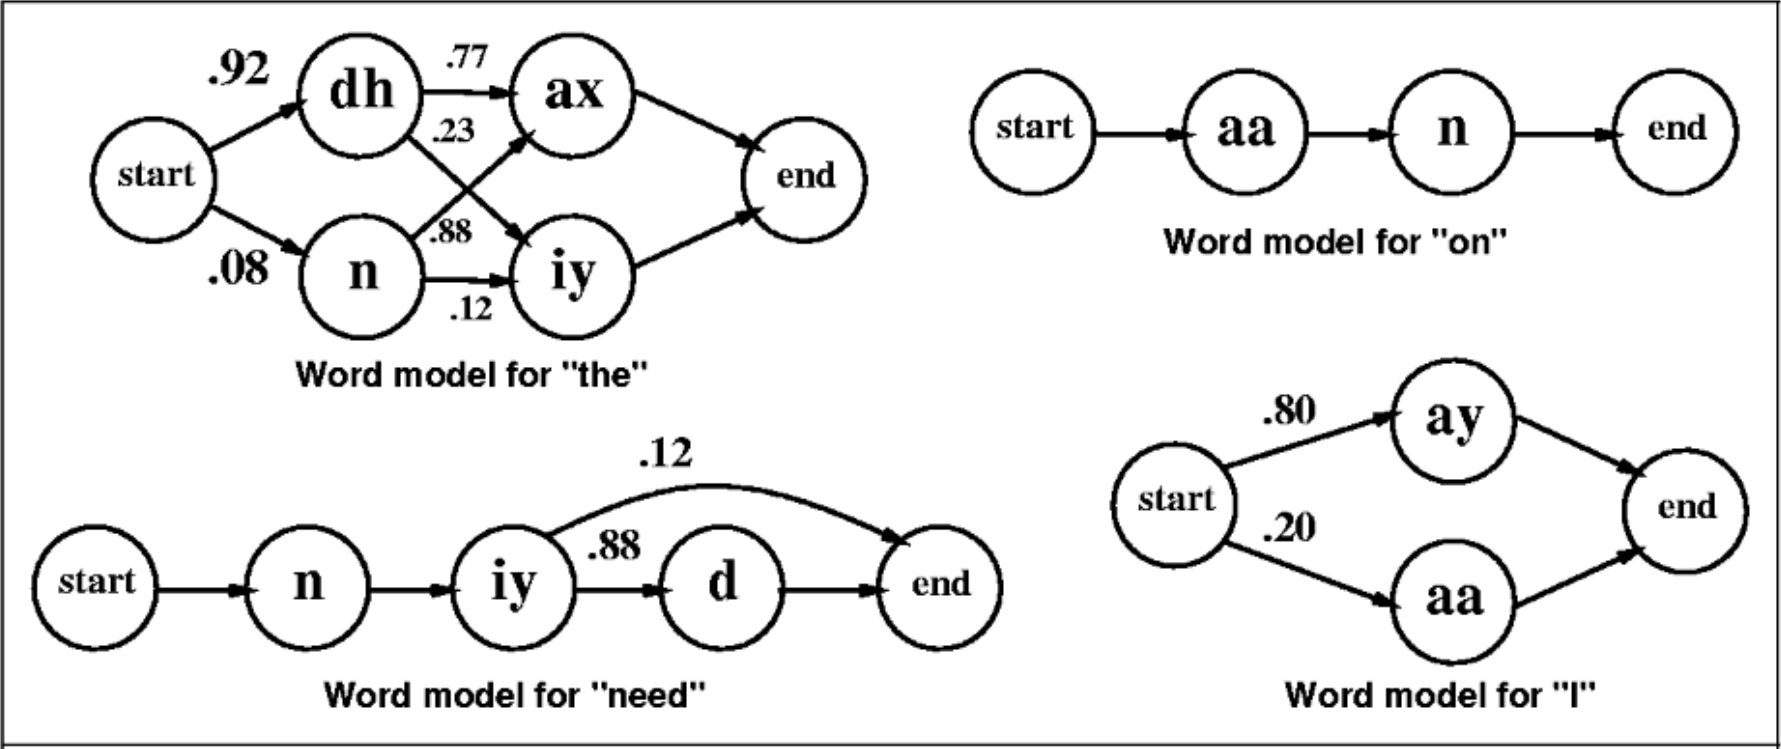 .92
dh
.77
ax
.23
start
end
.88
n
iy
.08
.12
Word model for "the"
start
aa
n
end
Word model for "on"
.12
start
n
iy
.88
d
end
Word model for "need"
.80
ay
start
end
.20
aa
Word model for "I"